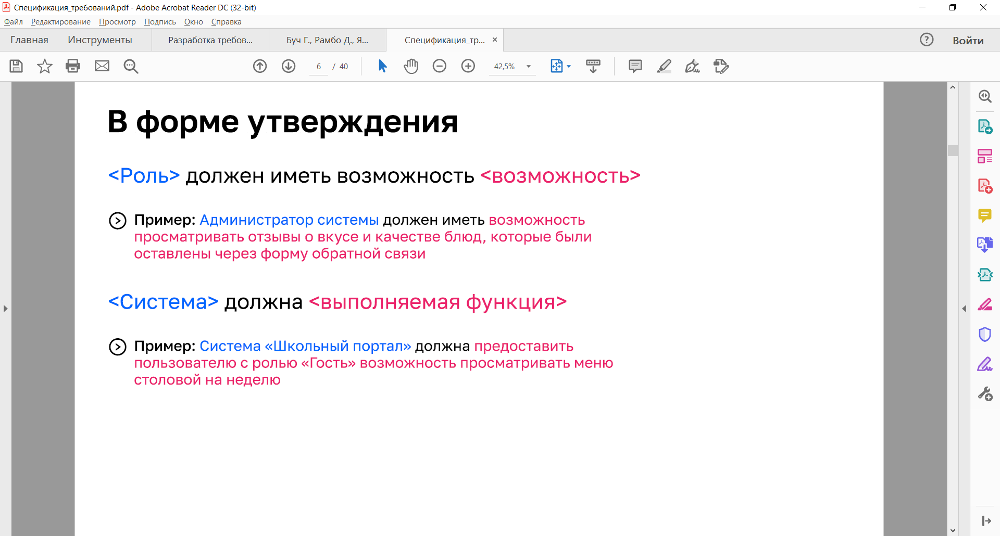 Спецификация_требований.pdf - Adobe Acrobat Reader DC (32-bit)
Файл Редактирование Просмотр Подпись Окно Справка
Главная Инструменты Разработка требов... Буч Г., Рамбо Д., Я... Спецификация_тр... Войти
6 / 40 42,5%
В форме утверждения
<Роль> должен иметь возможность <возможность>
Пример: Администратор системы должен иметь возможность
просматривать отзывы о вкусе и качестве блюд, которые были
оставлены через форму обратной связи
<Система> должна <выполняемая функция>
Пример: Система «Школьный портал» должна предоставить
пользователю с ролью «Гость» возможность просматривать меню
столовой на неделю